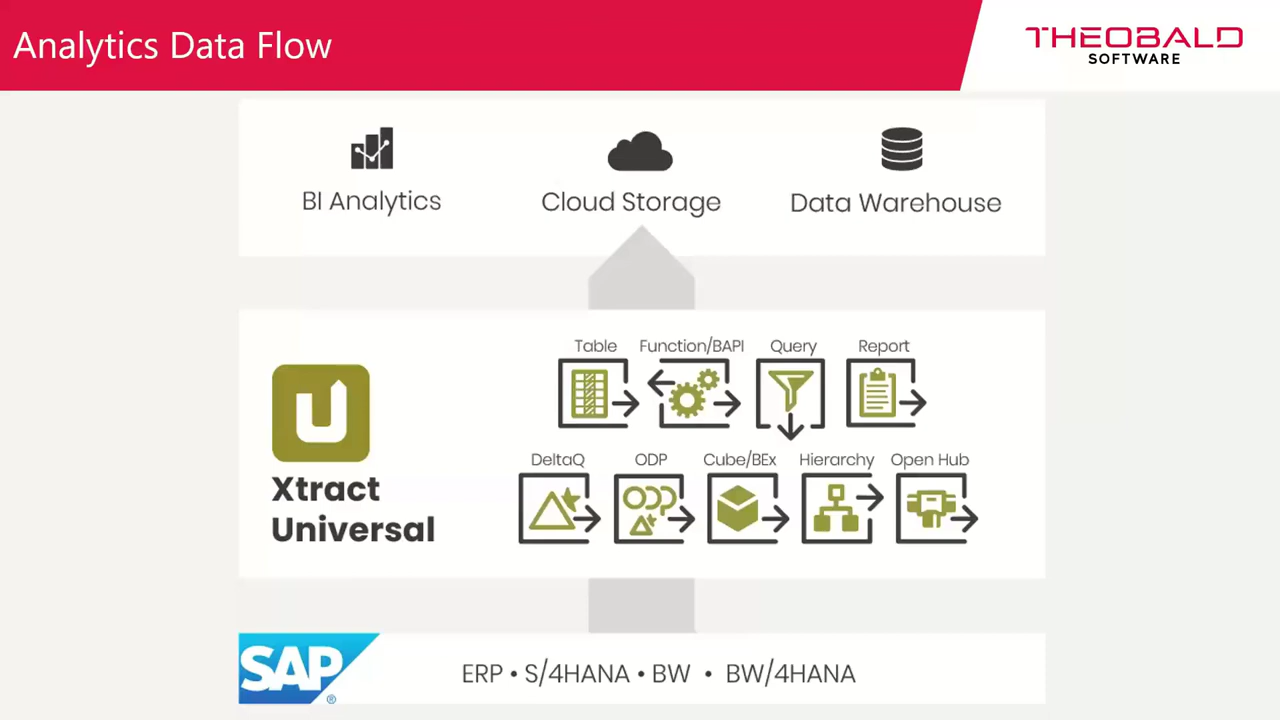 Analytics Data Flow
THEOBALD
SOFTWARE
BI Analytics
Cloud Storage
Data Warehouse
Table
Function/BAPI
Query
Report
Xtract
Universal
DeltaQ
ODP
Cube/BEx
Hierarchy
Open Hub
SAP®
ERP • S/4HANA • BW • BW/4HANA